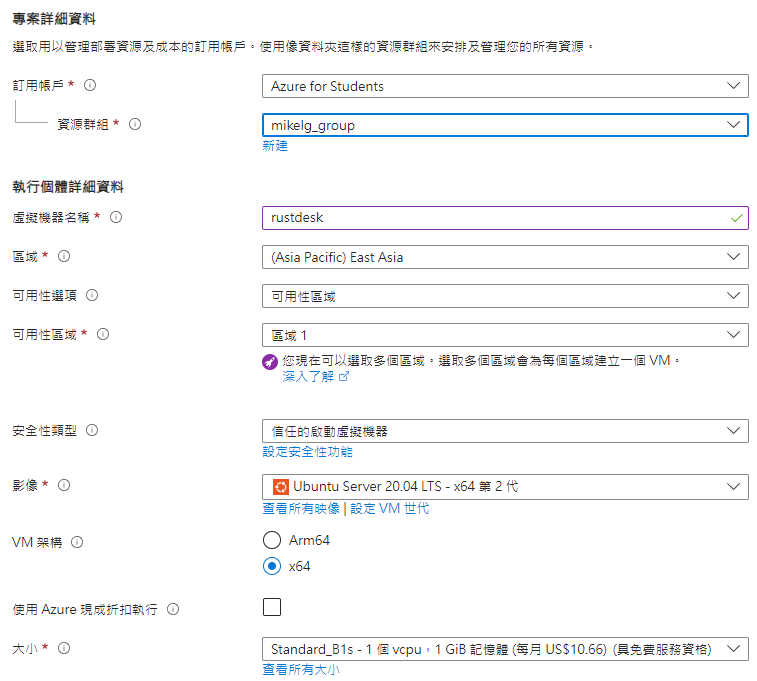 專案詳細資料
選取用以管理部署資源及成本的訂用帳戶。使用像資料夾這樣的資源群組來安排及管理您的所有資源。
訂用帳戶 * Azure for Students
資源群組 * mikelg_group
新建
執行個體詳細資料
虛擬機器名稱 * rustdesk
區域 * (Asia Pacific) East Asia
可用性選項 可用性區域
可用性區域 * 區域 1
您現在可以選取多個區域。選取多個區域會為每個區域建立一個 VM。
深入了解
安全性類型 信任的啟動虛擬機器
設定安全性功能
影像 * Ubuntu Server 20.04 LTS - x64 第 2 代
查看所有映像 | 設定 VM 世代
VM 架構 Arm64
x64
使用 Azure 現成折扣執行
大小 * Standard_B1s - 1 個 vcpu，1 GiB 記憶體 (每月 US$10.66) (具免費服務資格)
查看所有大小